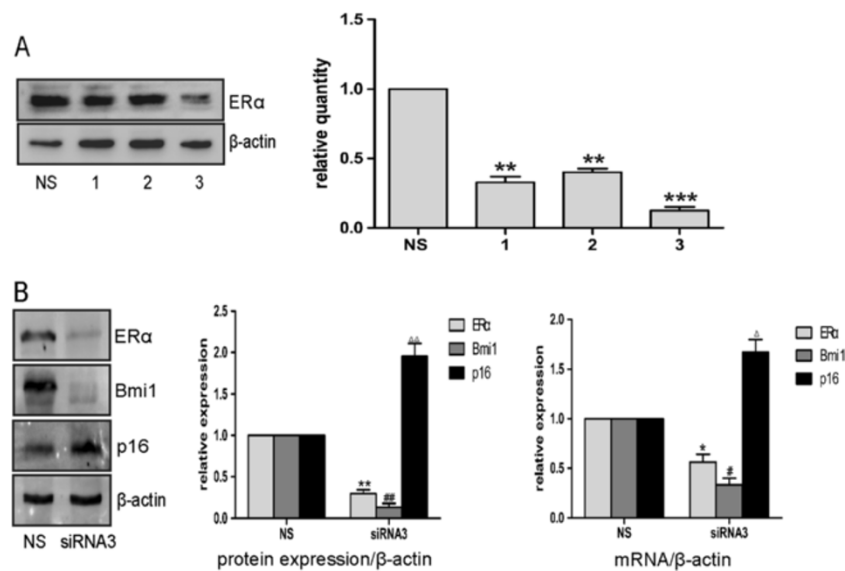 A
ERα
β-actin
NS 1 2 3
relative quantity
1.5
1.0
0.5
0.0
** ** ***
NS 1 2 3
B
ERα
Bmi1
p16
β-actin
NS siRNA3
relative expression
2.5
2.0
1.5
1.0
0.5
0
ERα
Bmi1
p16
** ## ΔΔ
NS siRNA3
protein expression/β-actin
relative expression
2.0
1.5
1.0
0.5
0.0
ERα
Bmi1
p16
* # Δ
NS siRNA3
mRNA/β-actin